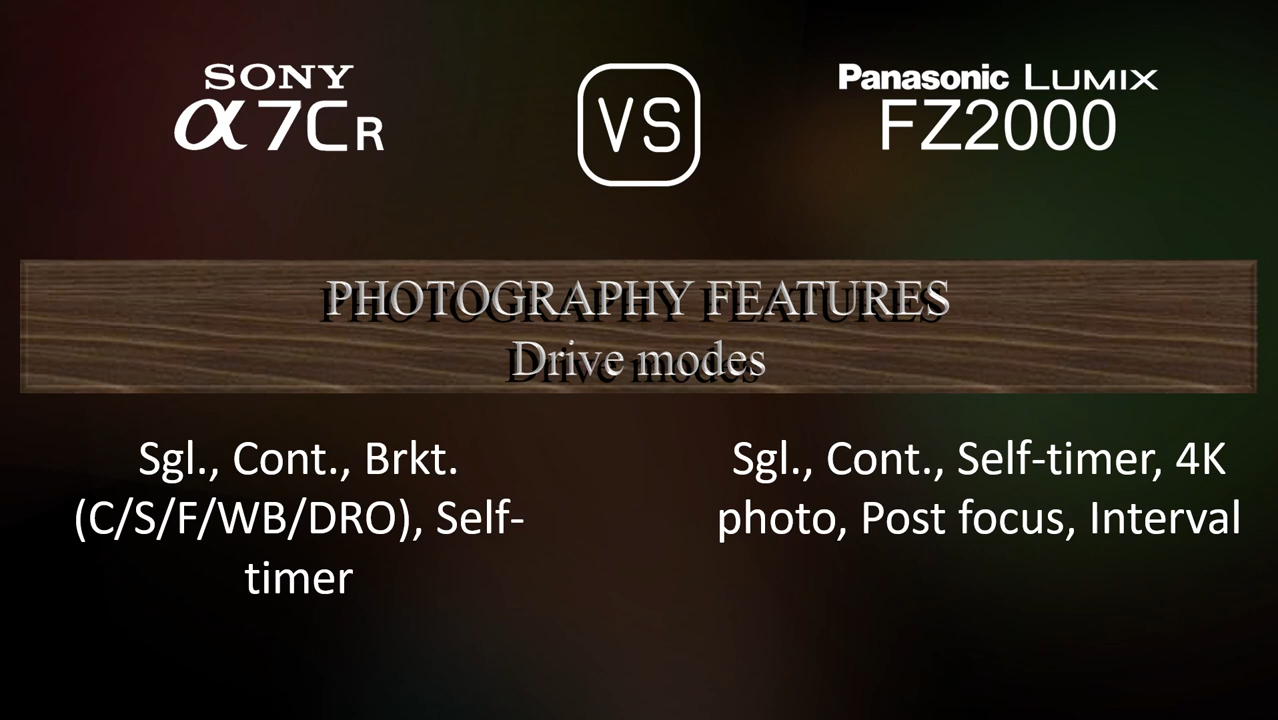 SONY
α7CR
VS
Panasonic LUMIX
FZ2000
PHOTOGRAPHY FEATURES
Drive modes
Sgl., Cont., Brkt.
(C/S/F/WB/DRO), Self-
timer
Sgl., Cont., Self-timer, 4K
photo, Post focus, Interval